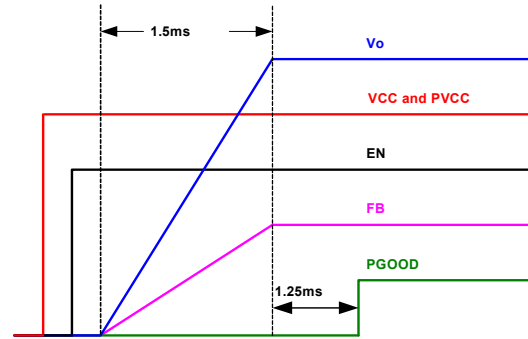 1.5ms
Vo
VCC and PVCC
EN
FB
PGOOD
1.25ms